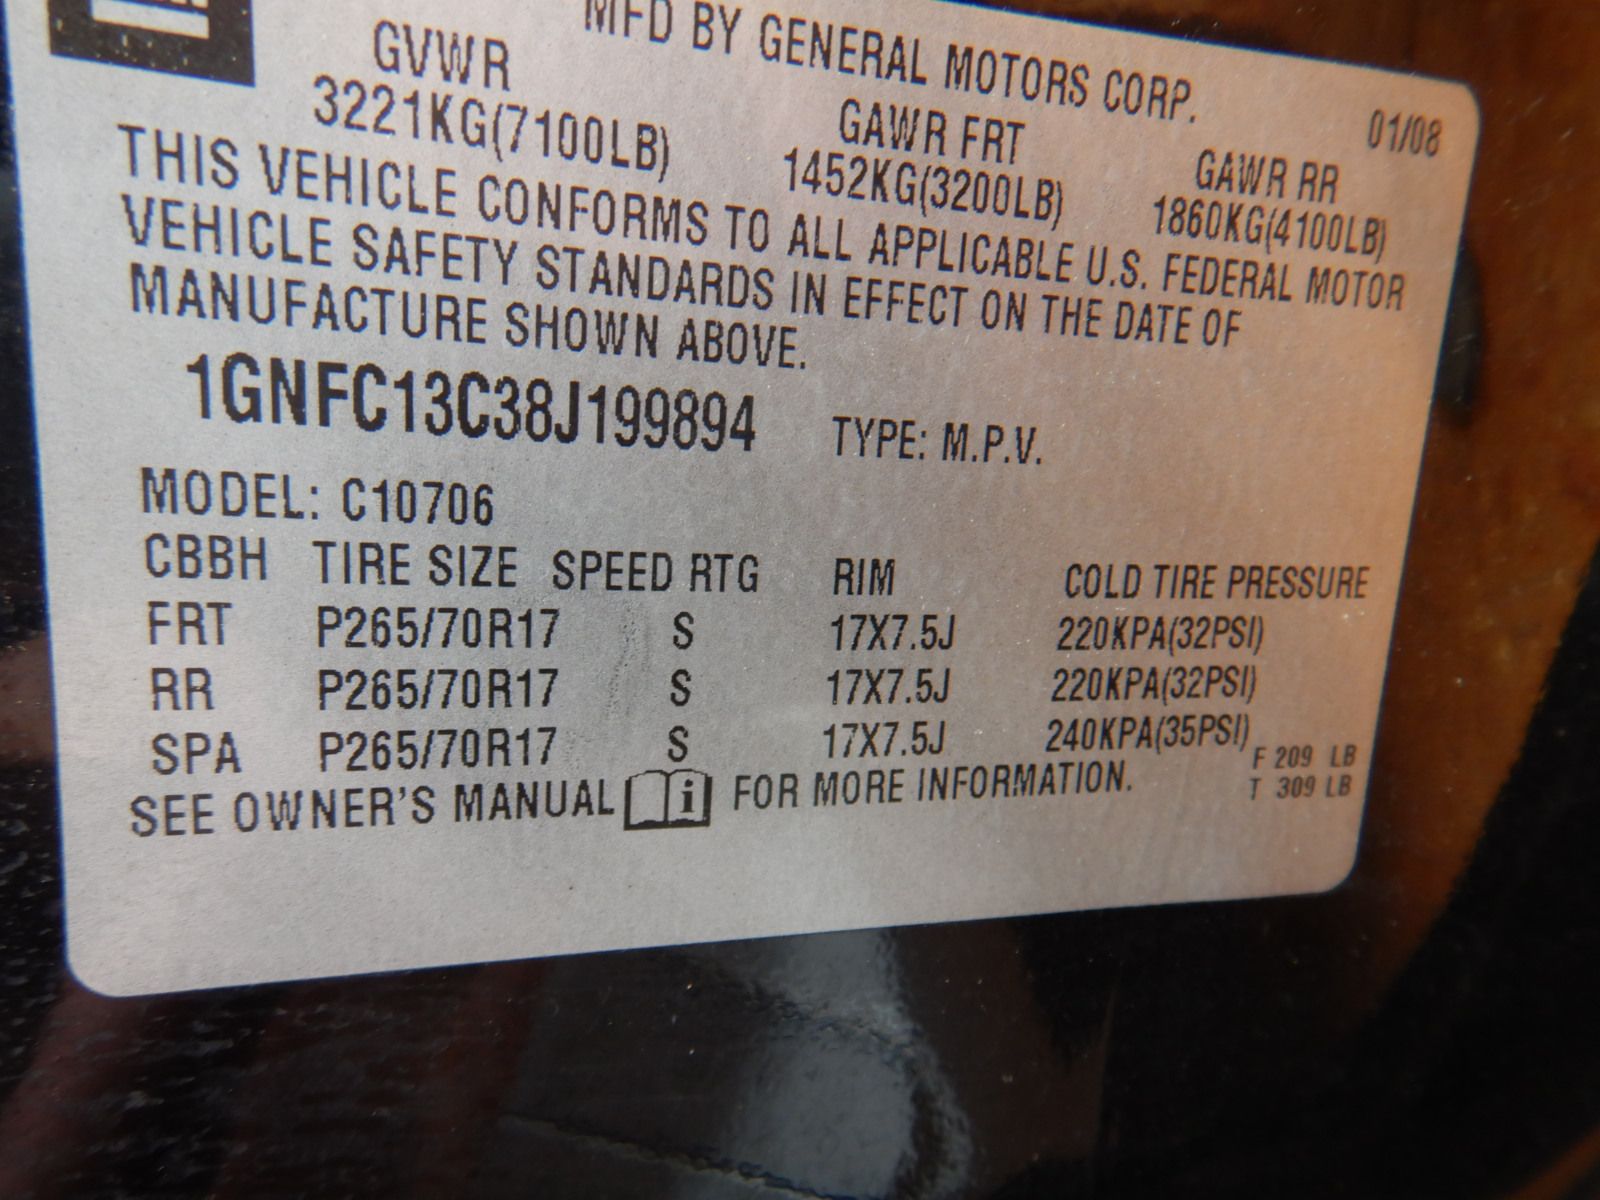 MFD BY GENERAL MOTORS CORP.
01/08
GVWR
GAWR FRT
GAWR RR
3221KG(7100LB)
1452KG(3200LB)
1860KG(4100LB)
THIS VEHICLE CONFORMS TO ALL APPLICABLE U.S. FEDERAL MOTOR
VEHICLE SAFETY STANDARDS IN EFFECT ON THE DATE OF
MANUFACTURE SHOWN ABOVE.
1GNFC13C38J199894 TYPE: M.P.V.
MODEL: C10706
CBBH TIRE SIZE SPEED RTG RIM COLD TIRE PRESSURE
FRT P265/70R17 S 17X7.5J 220KPA(32PSI)
RR P265/70R17 S 17X7.5J 220KPA(32PSI)
SPA P265/70R17 S 17X7.5J 240KPA(35PSI)
F 209 LB
T 309 LB
SEE OWNER'S MANUAL i FOR MORE INFORMATION.